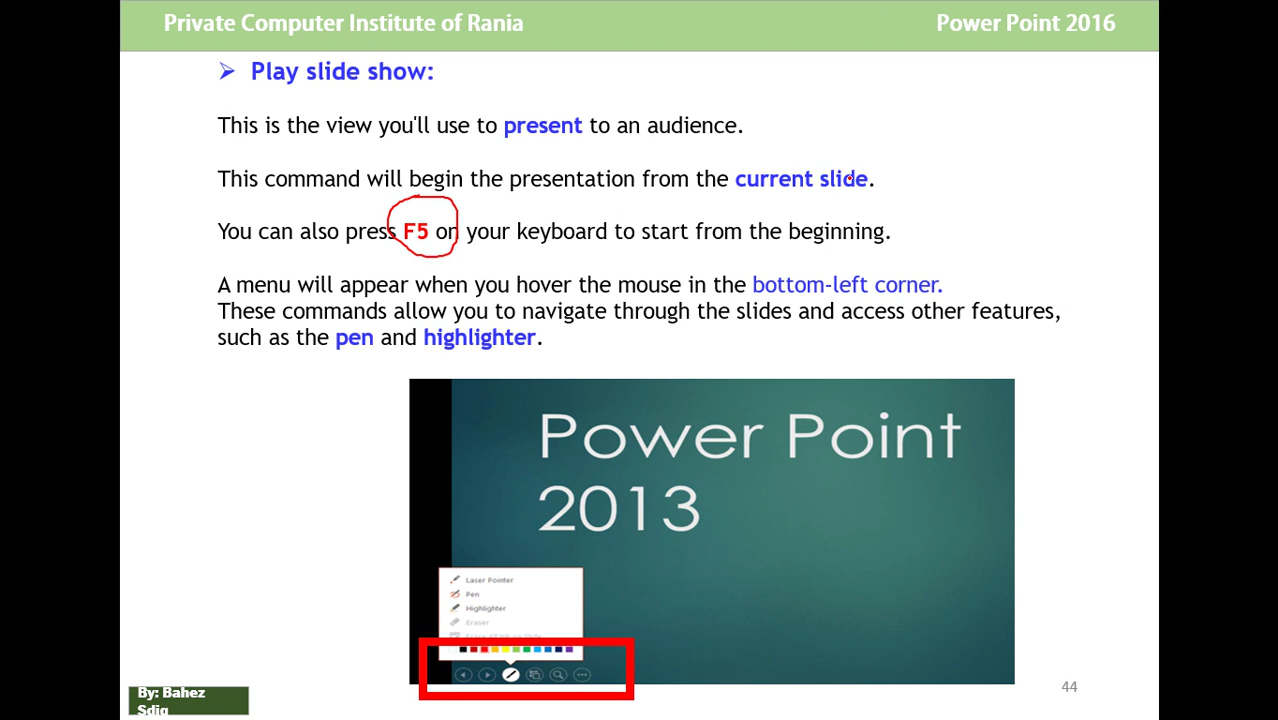 Private Computer Institute of Rania
Power Point 2016
Play slide show:
This is the view you'll use to present to an audience.
This command will begin the presentation from the current slide.
You can also press F5 on your keyboard to start from the beginning.
A menu will appear when you hover the mouse in the bottom-left corner.
These commands allow you to navigate through the slides and access other features,
such as the pen and highlighter.
Power Point
2013
Laser Pointer
Pen
Highlighter
Eraser
By: Bahez
Sdiq
44